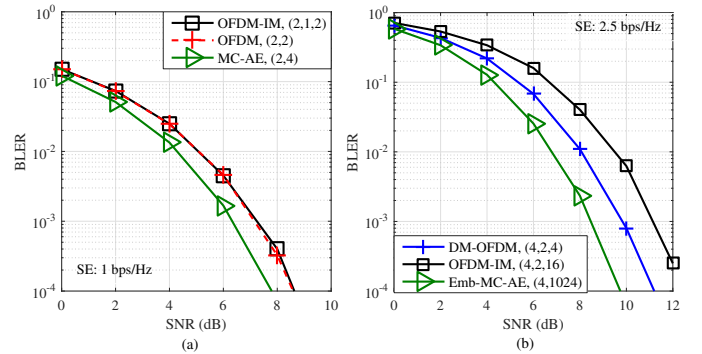 OFDM-IM, (2,1,2)
OFDM, (2,2)
MC-AE, (2,4)
10^0
10^-1
10^-2
10^-3
10^-4
BLER
SE: 1 bps/Hz
0 2 4 6 8 10
SNR (dB)
(a)
SE: 2.5 bps/Hz
10^0
10^-1
10^-2
10^-3
10^-4
BLER
DM-OFDM, (4,2,4)
OFDM-IM, (4,2,16)
Emb-MC-AE, (4,1024)
0 2 4 6 8 10 12
SNR (dB)
(b)